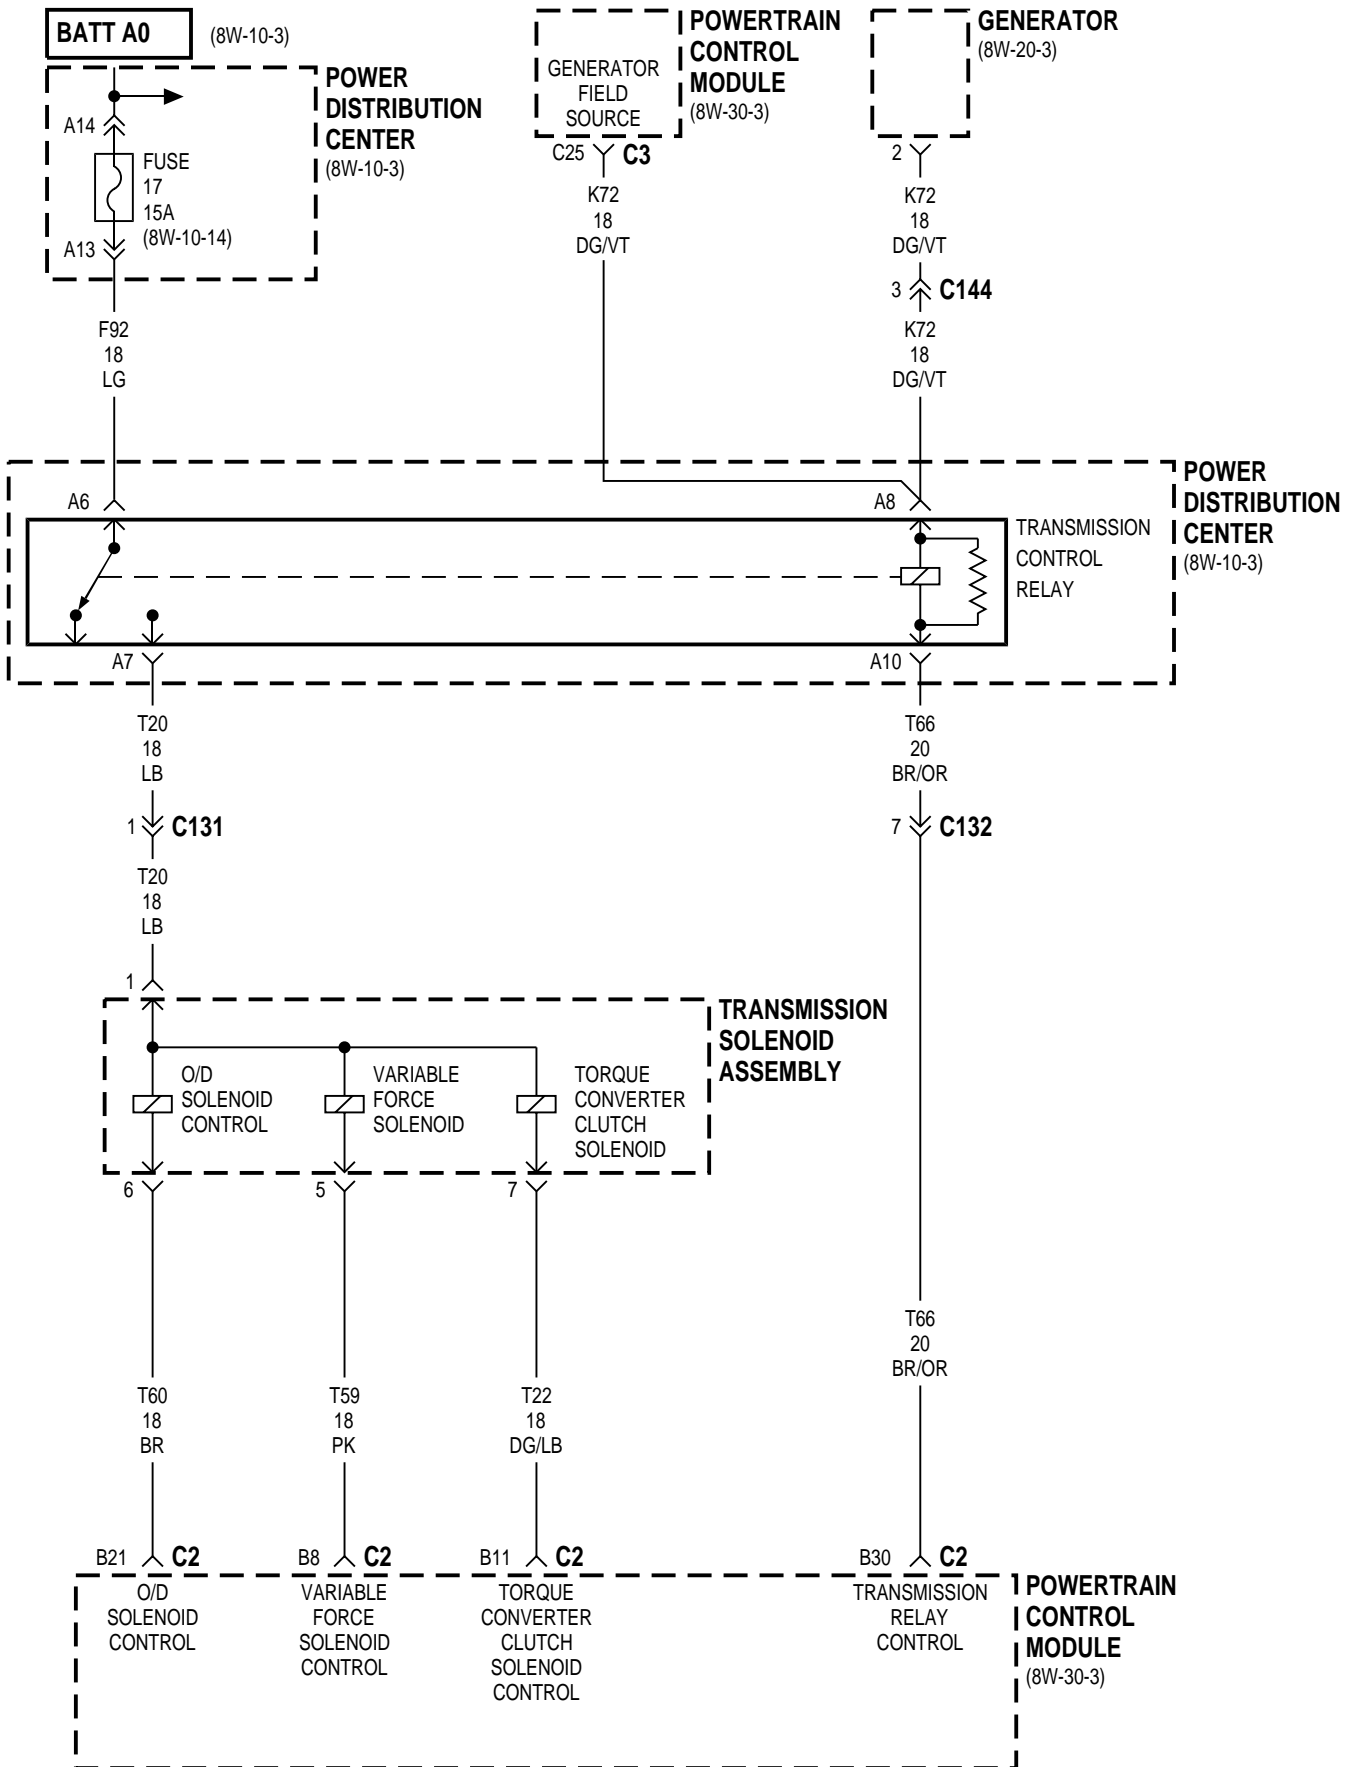 BATT A0
(8W-10-3)
POWER
DISTRIBUTION
CENTER
(8W-10-3)
A14
FUSE
17
15A
(8W-10-14)
A13
F92
18
LG
GENERATOR
FIELD
SOURCE
POWERTRAIN
CONTROL
MODULE
(8W-30-3)
C25
C3
K72
18
DG/VT
GENERATOR
(8W-20-3)
2
K72
18
DG/VT
3
C144
K72
18
DG/VT
A6
A8
TRANSMISSION
CONTROL
RELAY
POWER
DISTRIBUTION
CENTER
(8W-10-3)
A7
A10
T20
18
LB
1
C131
T20
18
LB
1
T66
20
BR/OR
7
C132
TRANSMISSION
SOLENOID
ASSEMBLY
O/D
SOLENOID
CONTROL
VARIABLE
FORCE
SOLENOID
TORQUE
CONVERTER
CLUTCH
SOLENOID
6
5
7
T66
20
BR/OR
T60
18
BR
T59
18
PK
T22
18
DG/LB
B21
C2
B8
C2
B11
C2
B30
C2
O/D
SOLENOID
CONTROL
VARIABLE
FORCE
SOLENOID
CONTROL
TORQUE
CONVERTER
CLUTCH
SOLENOID
CONTROL
TRANSMISSION
RELAY
CONTROL
POWERTRAIN
CONTROL
MODULE
(8W-30-3)